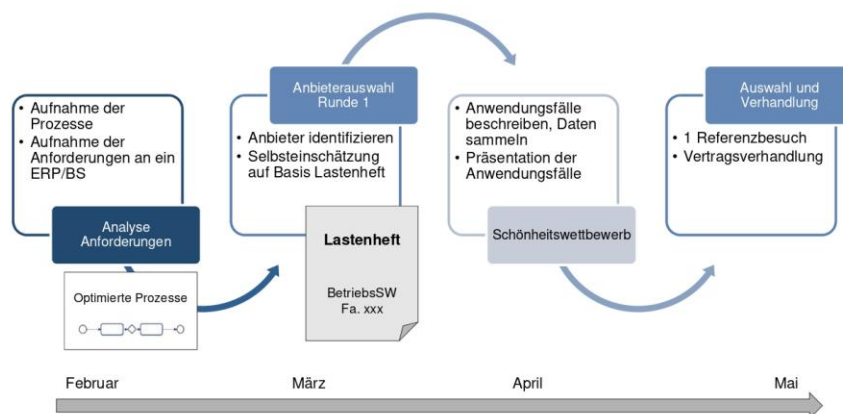 • Aufnahme der
Prozesse
• Aufnahme der
Anforderungen an ein
ERP/BS
Analyse
Anforderungen
Optimierte Prozesse
Anbieterauswahl
Runde 1
• Anbieter identifizieren
• Selbsteinschätzung
auf Basis Lastenheft
Lastenheft
BetriebsSW
Fa. xxx
• Anwendungsfälle
beschreiben, Daten
sammeln
• Präsentation der
Anwendungsfälle
Schönheitswettbewerb
Auswahl und
Verhandlung
• 1 Referenzbesuch
• Vertragsverhandlung
Februar
März
April
Mai